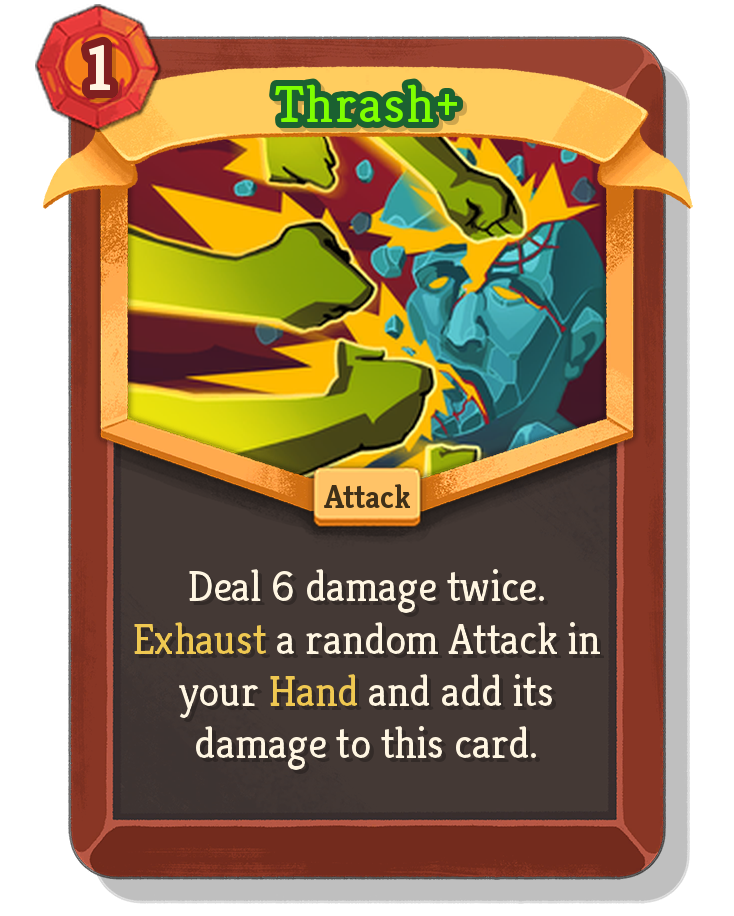 1
Thrash+
Attack
Deal 6 damage twice.
Exhaust a random Attack in
your Hand and add its
damage to this card.